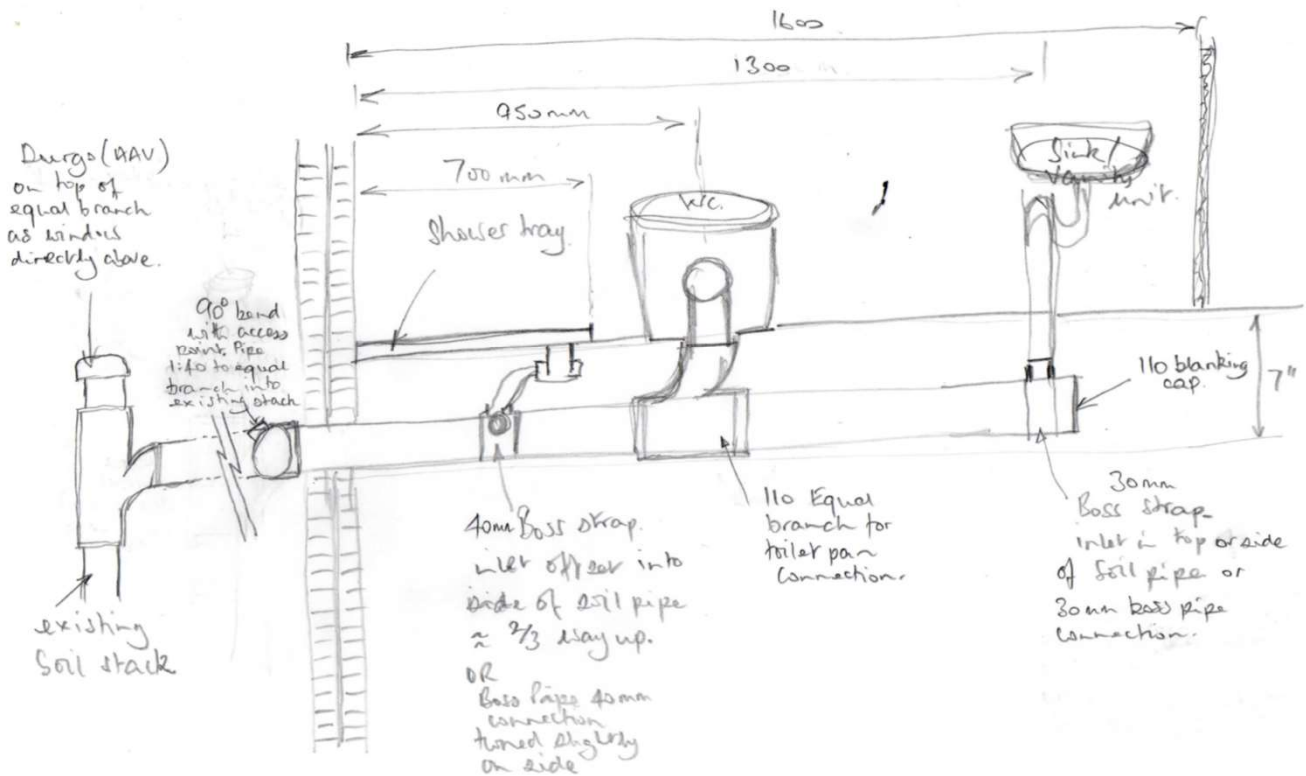 1600
1300
950mm
700mm
Durgo (AAV)
on top of
equal branch
as window
directly above.
Shower tray
W.C.
Sink/
Vanity
unit.
90° bend
with access
point. Pipe
1:40 to equal
branch into
existing stack
110 blanking
cap.
7"
existing
Soil stack
40mm Boss strap.
inlet offset into
side of soil pipe
≈ 2/3 way up.
OR
Boss Pipe 40mm
connection
turned slightly
on side
110 Equal
branch for
toilet pan
connection.
30mm
Boss strap-
inlet in top or side
of soil pipe or
30mm boss pipe
connection.